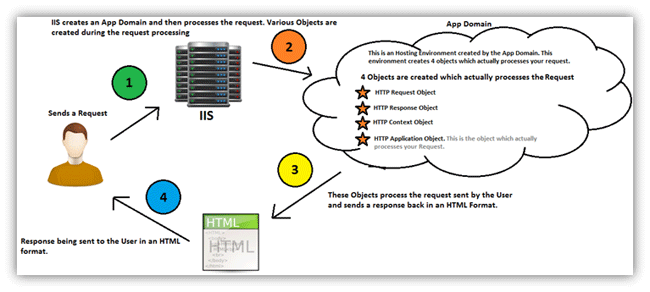 IIS creates an App Domain and then processes the request. Various Objects are
created during the request processing
App Domain
This is an Hosting Environment created by the App Domain. This
environment creates 4 objects which actually processes your request.
4 Objects are created which actually processes the Request
HTTP Request Object
HTTP Response Object
HTTP Context Object
HTTP Application Object. This is the object which actually
processes your Request.
1
2
Sends a Request
IIS
3
These Objects process the request sent by the User
and sends a response back in an HTML Format.
4
HTML
HTML
Response being sent to the User in an HTML
format.